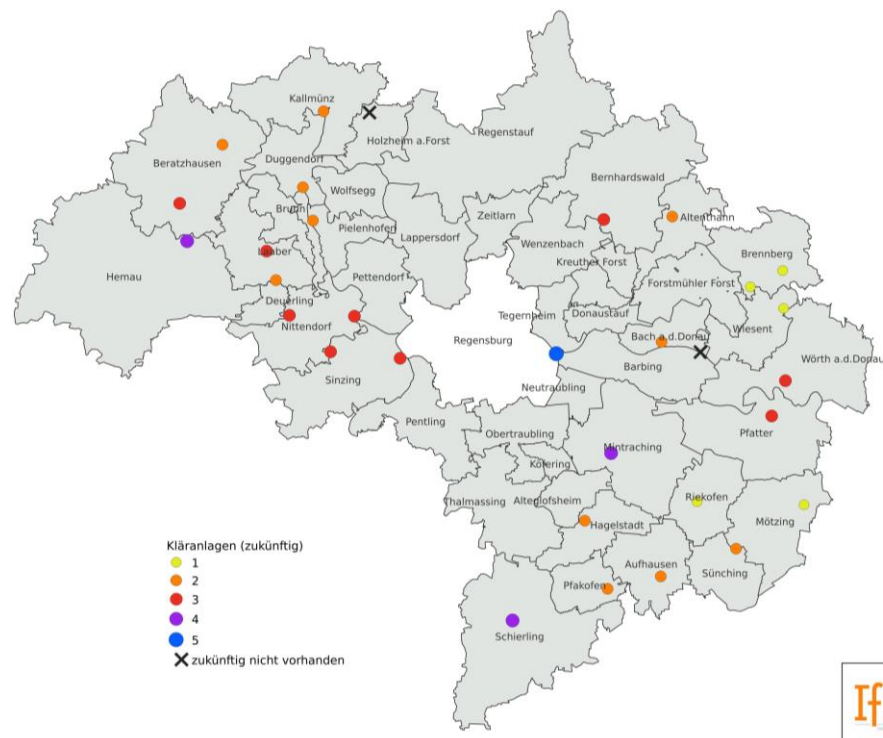 Kallmünz
Holzheim a.Forst
Regenstauf
Beratzhausen
Duggendorf
Wolfsegg
Bernhardswald
Brunn
Pielenhofen
Lappersdorf
Zeitlarn
Altenthann
Wenzenbach
Hemau
Laaber
Pettendorf
Kreuther Forst
Brennberg
Forstmühler Forst
Deuerling
Nittendorf
Tegernheim
Donaustauf
Wiesent
Regensburg
Bach a.d.Donau
Wörth a.d.Donau
Sinzing
Barbing
Neutraubling
Pentling
Obertraubling
Mintraching
Pfatter
Köfering
Thalmassing
Alteglofsheim
Riekofen
Hagelstadt
Mötzing
Aufhausen
Sünching
Pfakofen
Schierling
Kläranlagen (zukünftig)
1
2
3
4
5
zukünftig nicht vorhanden
If